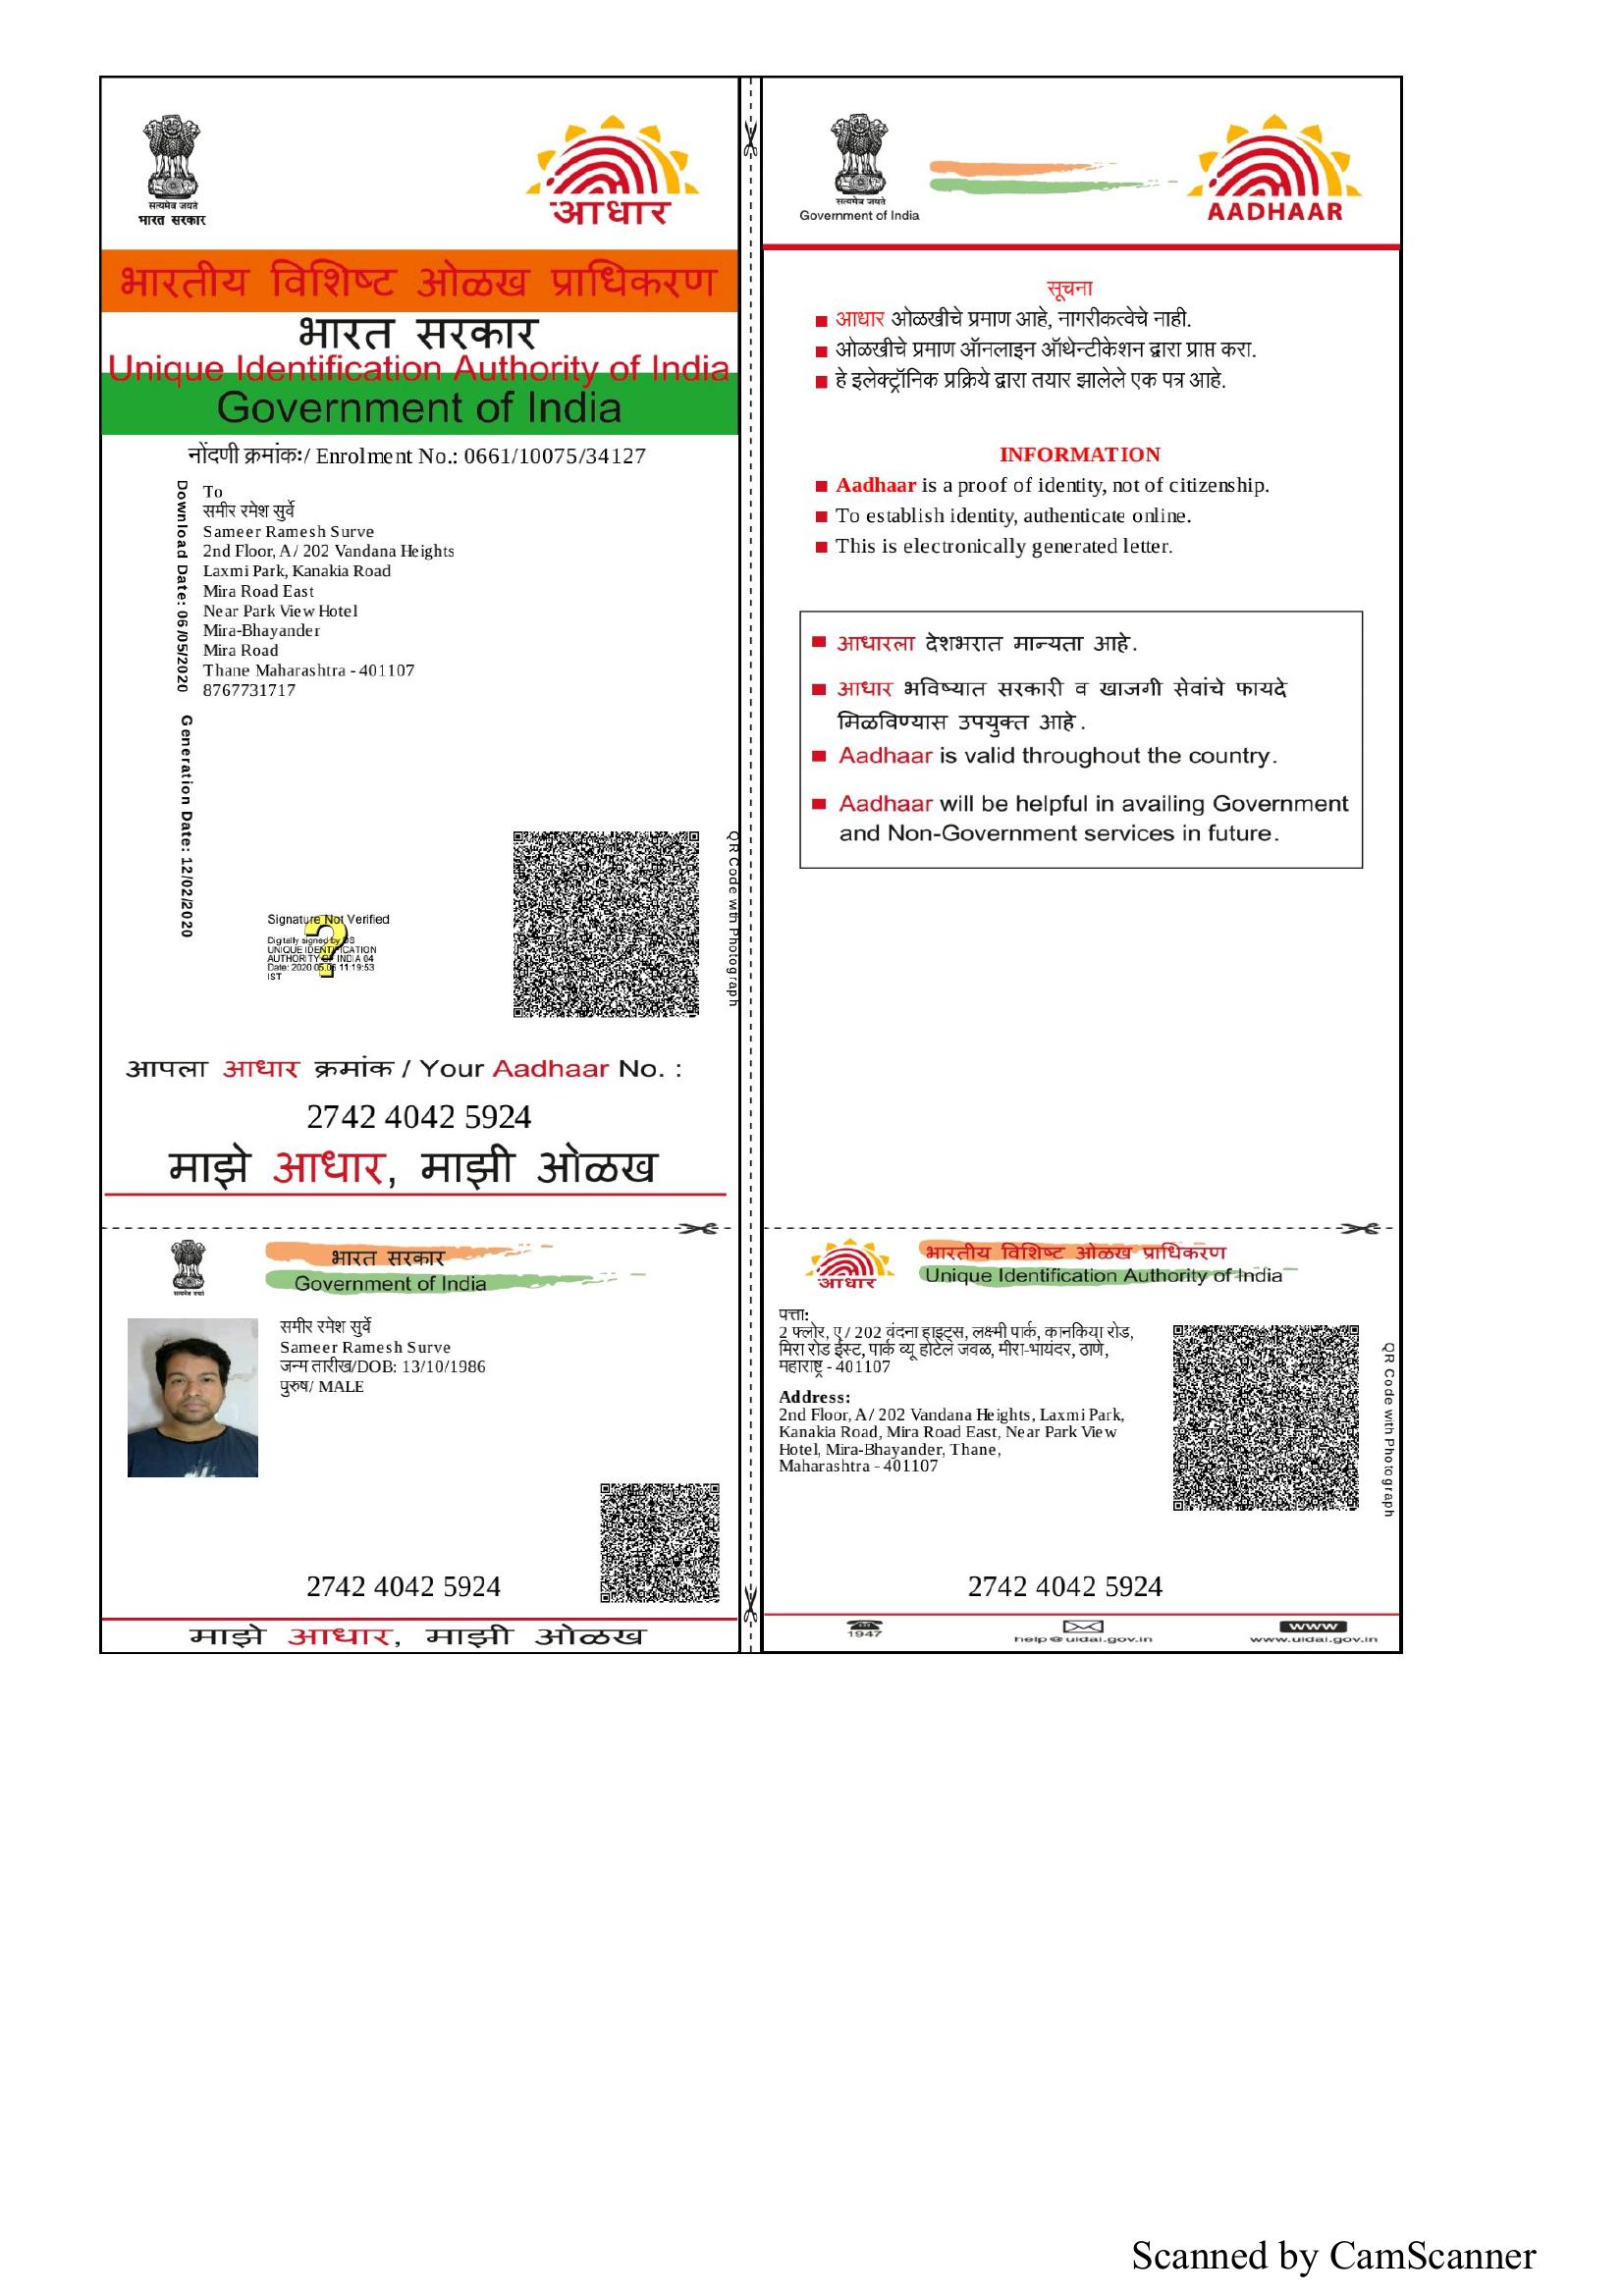 सत्यमेव जयते
भारत सरकार
आधार
भारतीय विशिष्ट ओळख प्राधिकरण
भारत सरकार
Unique Identification Authority of India
Government of India
नोंदणी क्रमांकः/ Enrolment No.: 0661/10075/34127
Download Date: 06/05/2020
Generation Date: 12/02/2020
To
समीर रमेश सुर्वे
Sameer Ramesh Surve
2nd Floor, A / 202 Vandana Heights
Laxmi Park, Kanakia Road
Mira Road East
Near Park View Hotel
Mira-Bhayander
Mira Road
Thane Maharashtra - 401107
8767731717
Signature Not Verified
Digitally signed by DS
UNIQUE IDENTIFICATION
AUTHORITY OF INDIA 04
Date: 2020.05.06 11:19:53
IST
QR Code with Photograph
आपला आधार क्रमांक / Your Aadhaar No. :
2742 4042 5924
माझे आधार, माझी ओळख
सत्यमेव जयते
Government of India
AADHAAR
सूचना
आधार ओळखीचे प्रमाण आहे, नागरीकत्वेचे नाही.
ओळखीचे प्रमाण ऑनलाइन ऑथेन्टीकेशन द्वारा प्राप्त करा.
हे इलेक्ट्रॉनिक प्रक्रिये द्वारा तयार झालेले एक पत्र आहे.
INFORMATION
Aadhaar is a proof of identity, not of citizenship.
To establish identity, authenticate online.
This is electronically generated letter.
आधारला देशभरात मान्यता आहे.
आधार भविष्यात सरकारी व खाजगी सेवांचे फायदे
मिळविण्यास उपयुक्त आहे.
Aadhaar is valid throughout the country.
Aadhaar will be helpful in availing Government
and Non-Government services in future.
सत्यमेव जयते
भारत सरकार
Government of India
समीर रमेश सुर्वे
Sameer Ramesh Surve
जन्म तारीख/DOB: 13/10/1986
पुरुष/ MALE
2742 4042 5924
माझे आधार, माझी ओळख
आधार
भारतीय विशिष्ट ओळख प्राधिकरण
Unique Identification Authority of India
पत्ता:
2 फ्लोर, ए / 202 वंदना हाइट्स, लक्ष्मी पार्क, कानकिया रोड,
मिरा रोड ईस्ट, पार्क व्यू होटेल जवळ, मीरा-भायंदर, ठाणे,
महाराष्ट्र - 401107
Address:
2nd Floor, A / 202 Vandana Heights, Laxmi Park,
Kanakia Road, Mira Road East, Near Park View
Hotel, Mira-Bhayander, Thane,
Maharashtra - 401107
QR Code with Photograph
2742 4042 5924
1947
help@uidai.gov.in
www
www.uidai.gov.in
Scanned by CamScanner